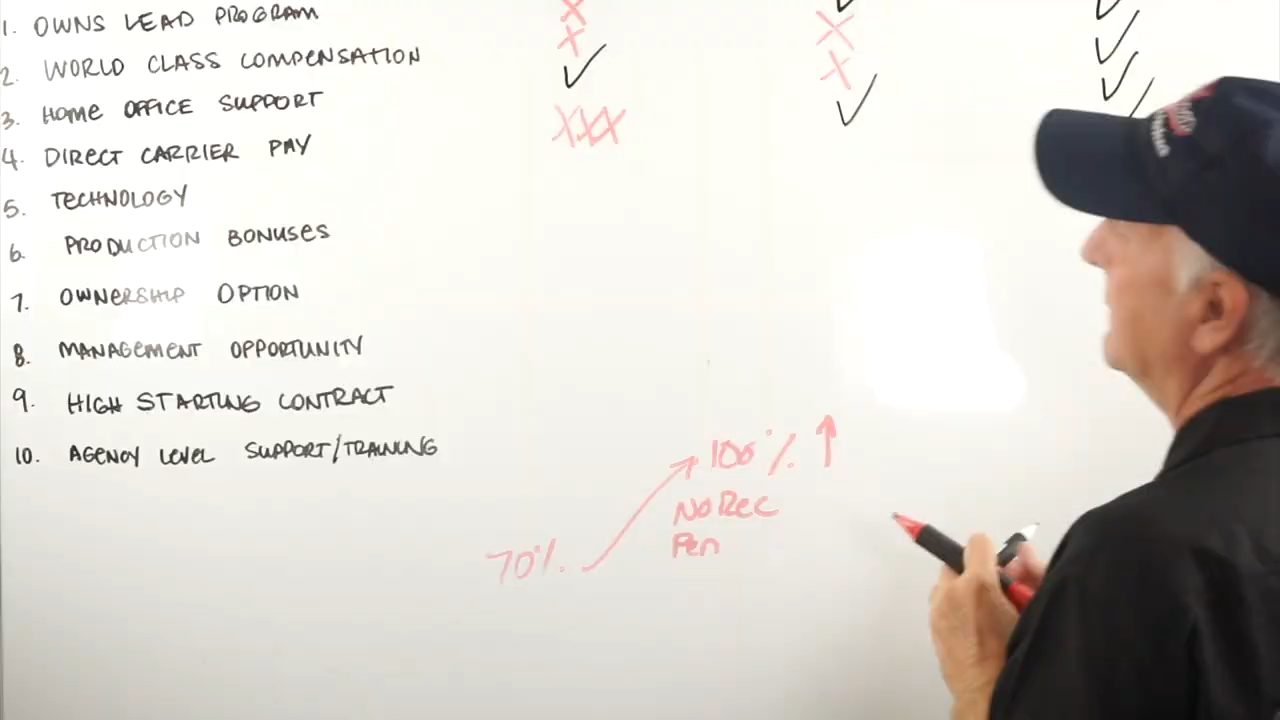 1. OWNS LEAD PROGRAM
2. WORLD CLASS COMPENSATION
3. HOME OFFICE SUPPORT
4. DIRECT CARRIER PAY
5. TECHNOLOGY
6. PRODUCTION BONUSES
7. OWNERSHIP OPTION
8. MANAGEMENT OPPORTUNITY
9. HIGH STARTING CONTRACT
10. AGENCY LEVEL SUPPORT/TRAINING
100% ↑
No Rec
Pen
70%